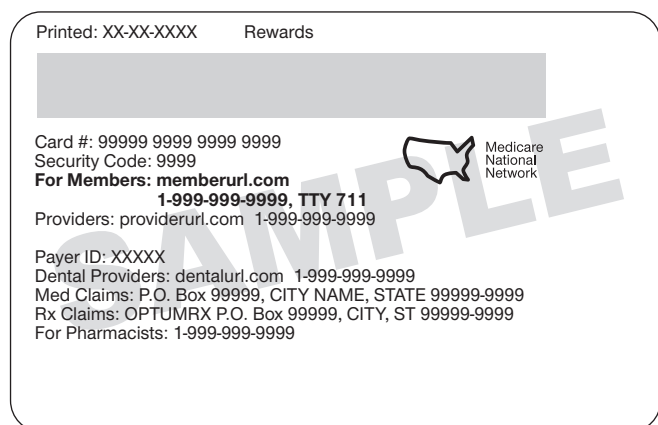 Printed: XX-XX-XXXX Rewards
Card #: 99999 9999 9999 9999
Security Code: 9999
For Members: memberurl.com
1-999-999-9999, TTY 711
Providers: providerurl.com 1-999-999-9999
Medicare
National
Network
Payer ID: XXXXX
Dental Providers: dentalurl.com 1-999-999-9999
Med Claims: P.O. Box 99999, CITY NAME, STATE 99999-9999
Rx Claims: OPTUMRX P.O. Box 99999, CITY, ST 99999-9999
For Pharmacists: 1-999-999-9999
SAMPLE